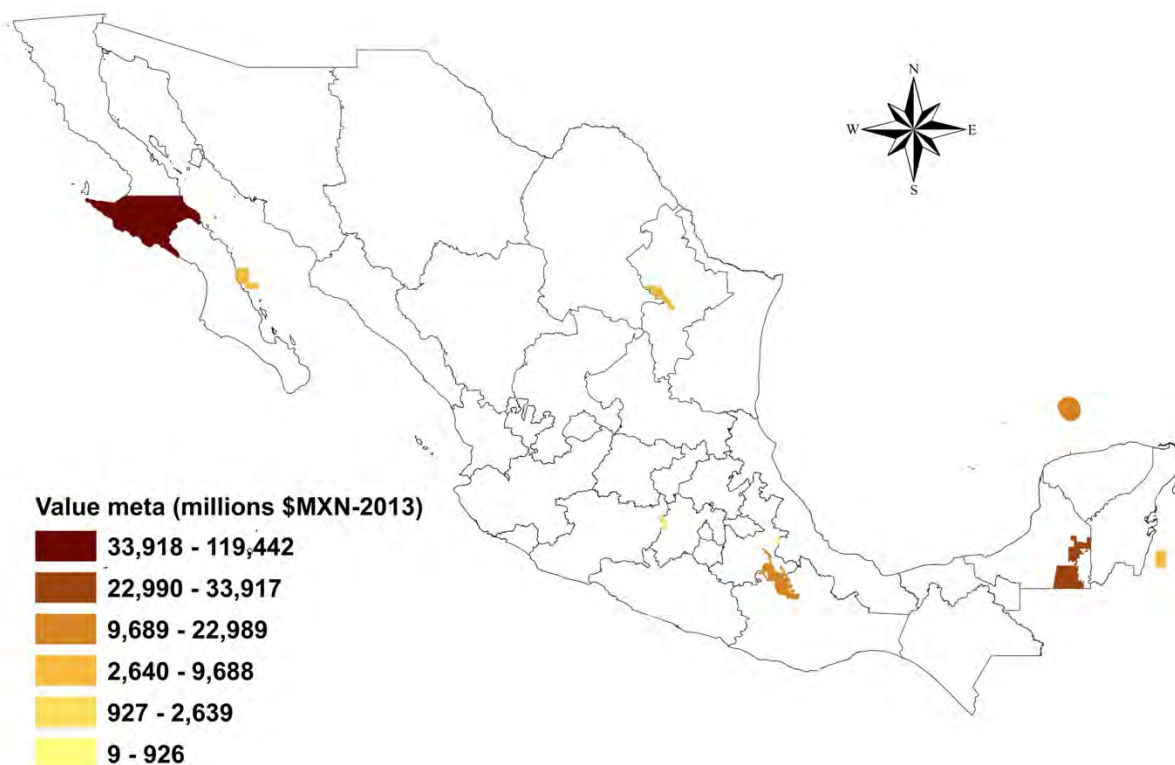 N
W E
S
Value meta (millions $MXN-2013)
33,918 - 119,442
22,990 - 33,917
9,689 - 22,989
2,640 - 9,688
927 - 2,639
9 - 926